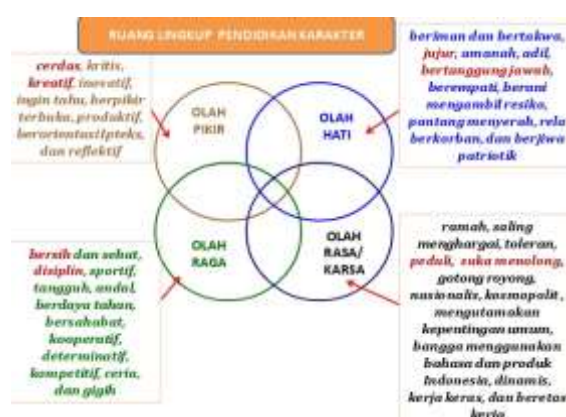 RUANG LINGKUP PENDIDIKAN KARAKTER
cerdas, kritis,
kreatif, inovatif,
ingin tahu, berpikir
terbuka, produktif,
berorientasi Ipteks,
dan reflektif
OLAH
PIKIR
OLAH
HATI
beriman dan bertakwa,
jujur, amanah, adil,
bertanggung jawab,
berempati, berani
mengambil resiko,
pantang menyerah, rela
berkorban, dan berjiwa
patriotik
bersih dan sehat,
disiplin, sportif,
tangguh, andal,
berdaya tahan,
bersahabat,
kooperatif,
determinatif,
kompetitif, ceria,
dan gigih
OLAH
RAGA
OLAH
RASA/
KARSA
ramah, saling
menghargai, toleran,
peduli, suka menolong,
gotong royong,
nasionalis, kosmopolit,
mengutamakan
kepentingan umum,
bangga menggunakan
bahasa dan produk
Indonesia, dinamis,
kerja keras, dan beretos
kerja